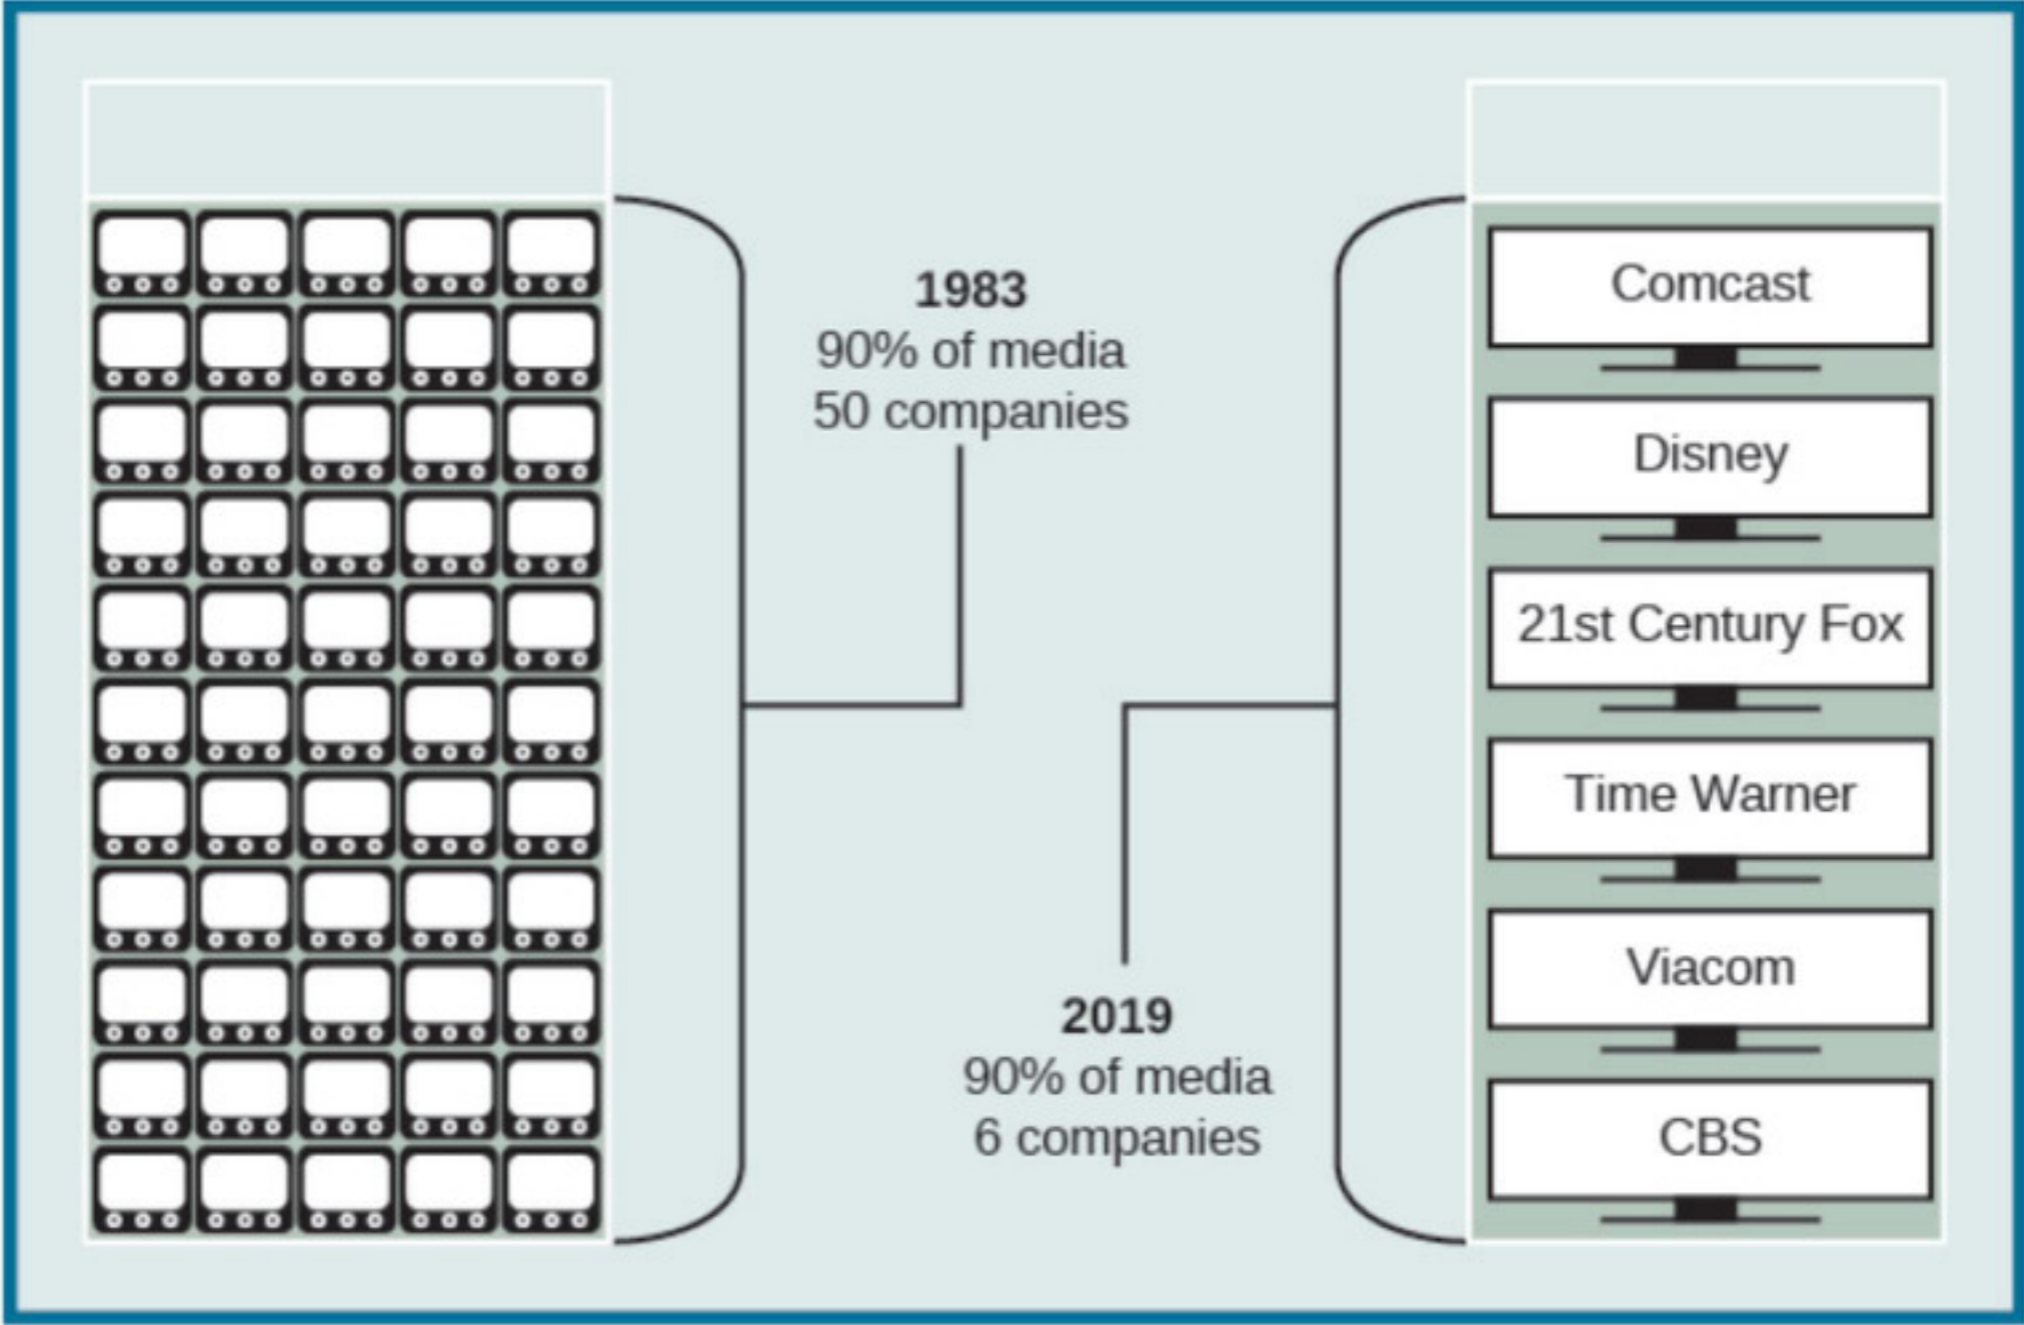 1983
90% of media
50 companies
2019
90% of media
6 companies
Comcast
Disney
21st Century Fox
Time Warner
Viacom
CBS